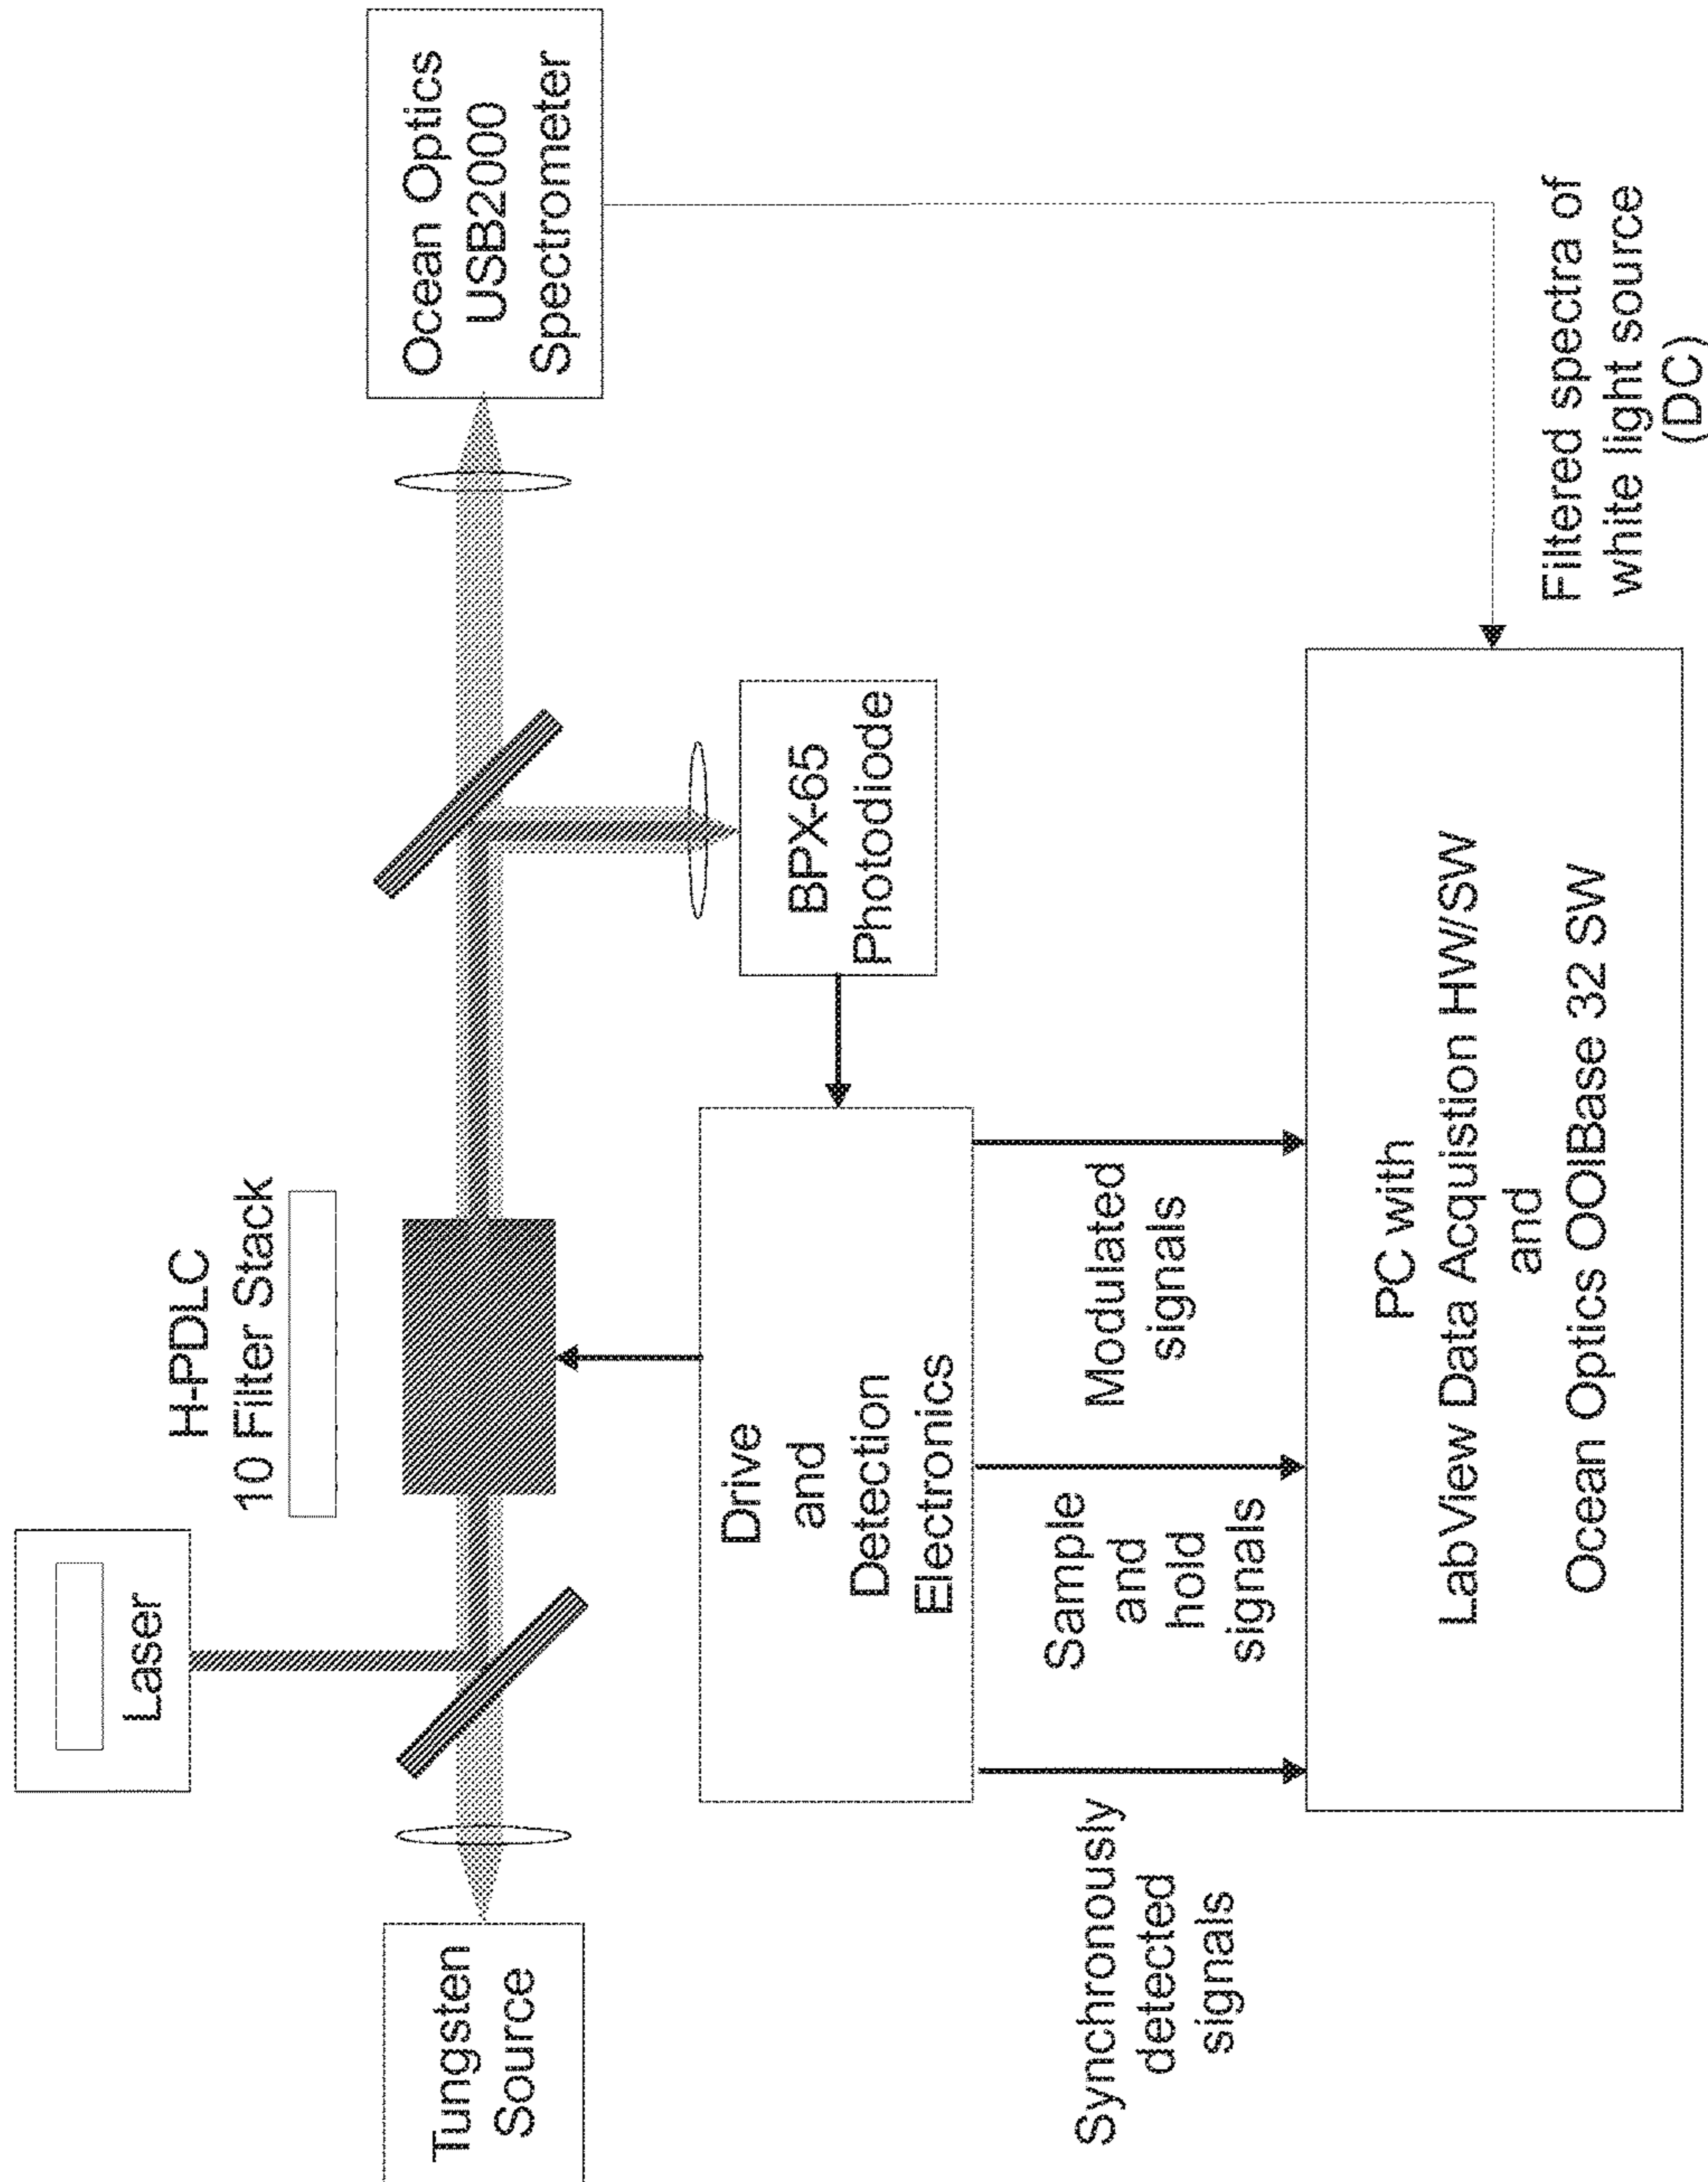 Laser
H-PDLC
10 Filter Stack
Tungsten
Source
Ocean Optics
USB2000
Spectrometer
BPX-65
Photodiode
Drive
and
Detection
Electronics
Synchronously
detected
signals
Sample
and
hold
signals
Modulated
signals
Filtered spectra of
white light source
(DC)
PC with
LabView Data Acquistion HW/SW
and
Ocean Optics OOIBase 32 SW